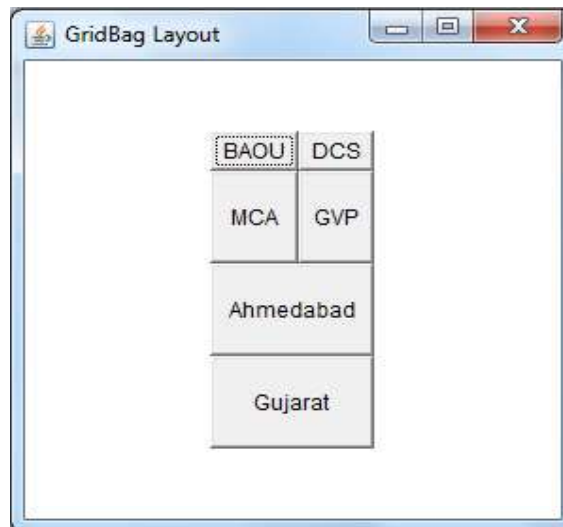 GridBag Layout
BAOU DCS
MCA GVP
Ahmedabad
Gujarat